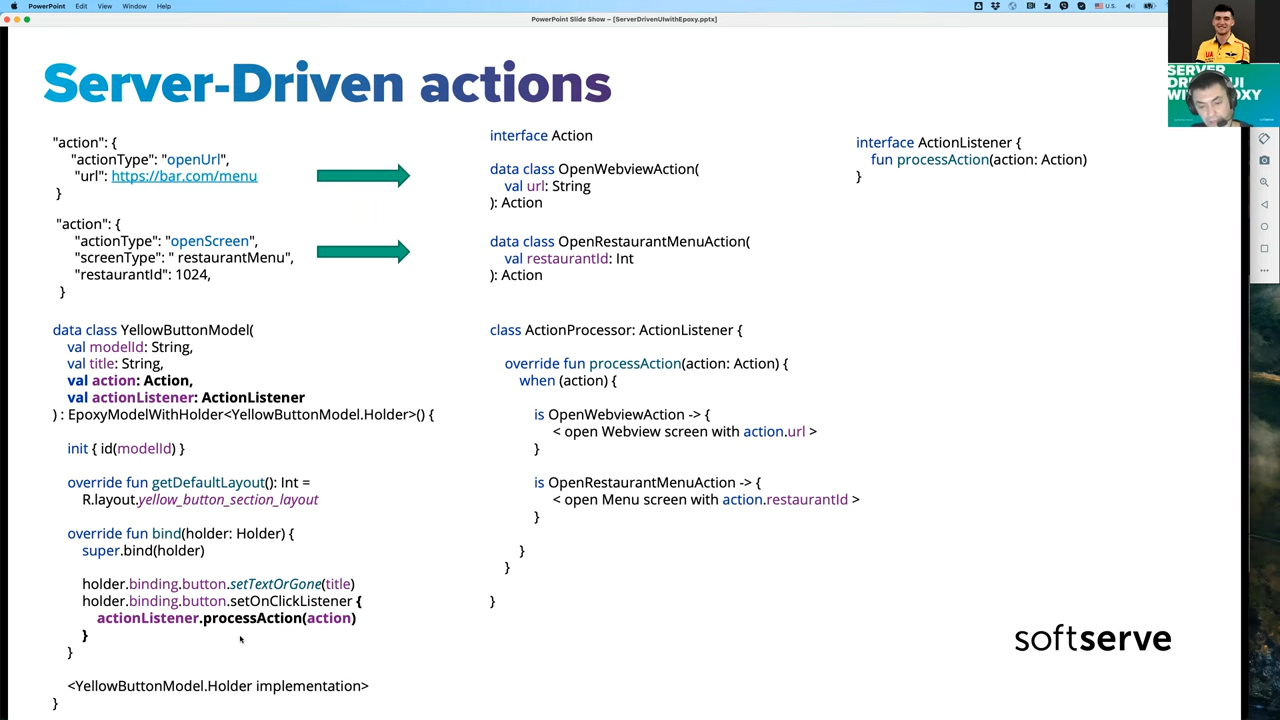 PowerPoint Edit View Window Help
U.S.
PowerPoint Slide Show – [ServerDrivenUIwithEpoxy.pptx]
Server-Driven actions
"action": {
"actionType": "openUrl",
"url": https://bar.com/menu
}
"action": {
"actionType": "openScreen",
"screenType": " restaurantMenu",
"restaurantId": 1024,
}
data class YellowButtonModel(
val modelId: String,
val title: String,
val action: Action,
val actionListener: ActionListener
) : EpoxyModelWithHolder<YellowButtonModel.Holder>() {
init { id(modelId) }
override fun getDefaultLayout(): Int =
R.layout.yellow_button_section_layout
override fun bind(holder: Holder) {
super.bind(holder)
holder.binding.button.setTextOrGone(title)
holder.binding.button.setOnClickListener {
actionListener.processAction(action)
}
}
<YellowButtonModel.Holder implementation>
}
interface Action
data class OpenWebviewAction(
val url: String
): Action
data class OpenRestaurantMenuAction(
val restaurantId: Int
): Action
class ActionProcessor: ActionListener {
override fun processAction(action: Action) {
when (action) {
is OpenWebviewAction -> {
< open Webview screen with action.url >
}
is OpenRestaurantMenuAction -> {
< open Menu screen with action.restaurantId >
}
}
}
}
interface ActionListener {
fun processAction(action: Action)
}
UA
SERVER
softserve